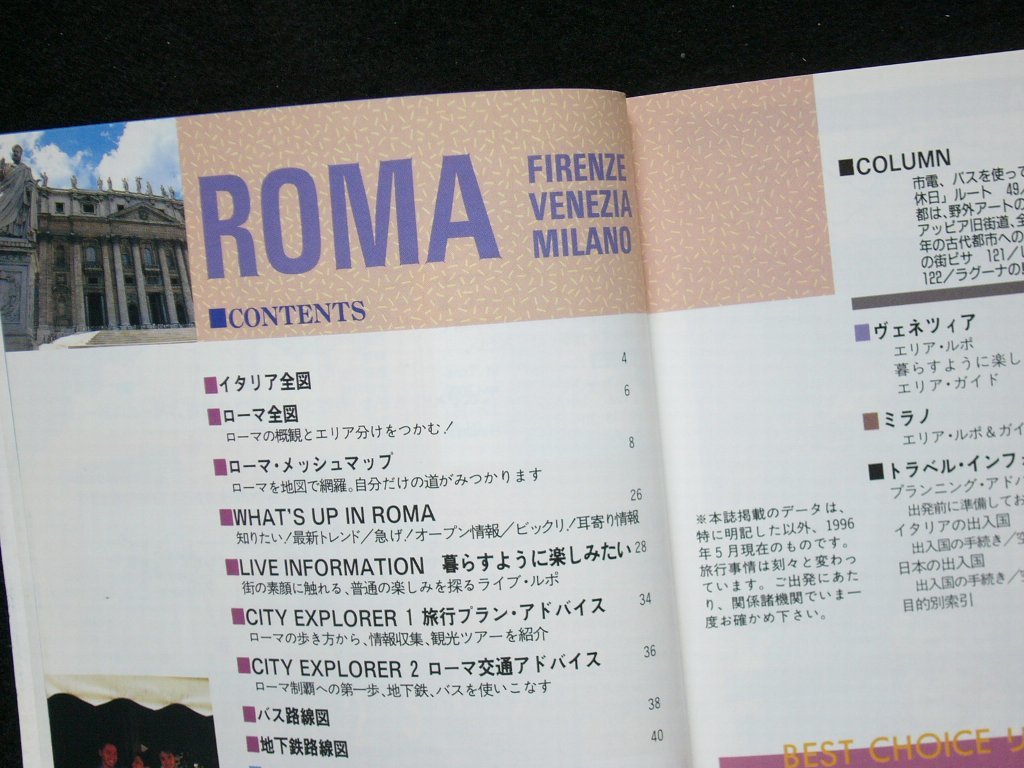 ROMA
FIRENZE
VENEZIA
MILANO
■CONTENTS
■イタリア全図 4
■ローマ全図 6
ローマの概観とエリア分けをつかむ！
■ローマ・メッシュマップ 8
ローマを地図で網羅。自分だけの道がみつかります
■WHAT'S UP IN ROMA 26
知りたい！最新トレンド／急げ！オープン情報／ビックリ！耳寄り情報
■LIVE INFORMATION 暮らすように楽しみたい 28
街の素顔に触れる、普通の楽しみを探るライブ・ルポ
■CITY EXPLORER 1 旅行プラン・アドバイス 34
ローマの歩き方から、情報収集、観光ツアーを紹介
■CITY EXPLORER 2 ローマ交通アドバイス 36
ローマ制覇への第一歩、地下鉄、バスを使いこなす
■バス路線図 38
■地下鉄路線図 40
※本誌掲載のデータは、
特に明記した以外、1996
年5月現在のものです。
旅行事情は刻々と変わっ
ています。ご出発にあた
り、関係諸機関でいま一
度お確かめ下さい。
■COLUMN
市電、バスを使って
休日」ルート 49
都は、野外アートの
アッピア旧街道、全
年の古代都市への
の街ピサ 121／
122／ラグーナの
■ヴェネツィア
エリア・ルポ
暮らすように楽し
エリア・ガイド
■ミラノ
エリア・ルポ＆ガイ
■トラベル・インフォ
プランニング・アドバ
出発前に準備してお
イタリアの出入国
出入国の手続き／
日本の出入国
出入国の手続き／
目的別索引
BEST CHOICE リ